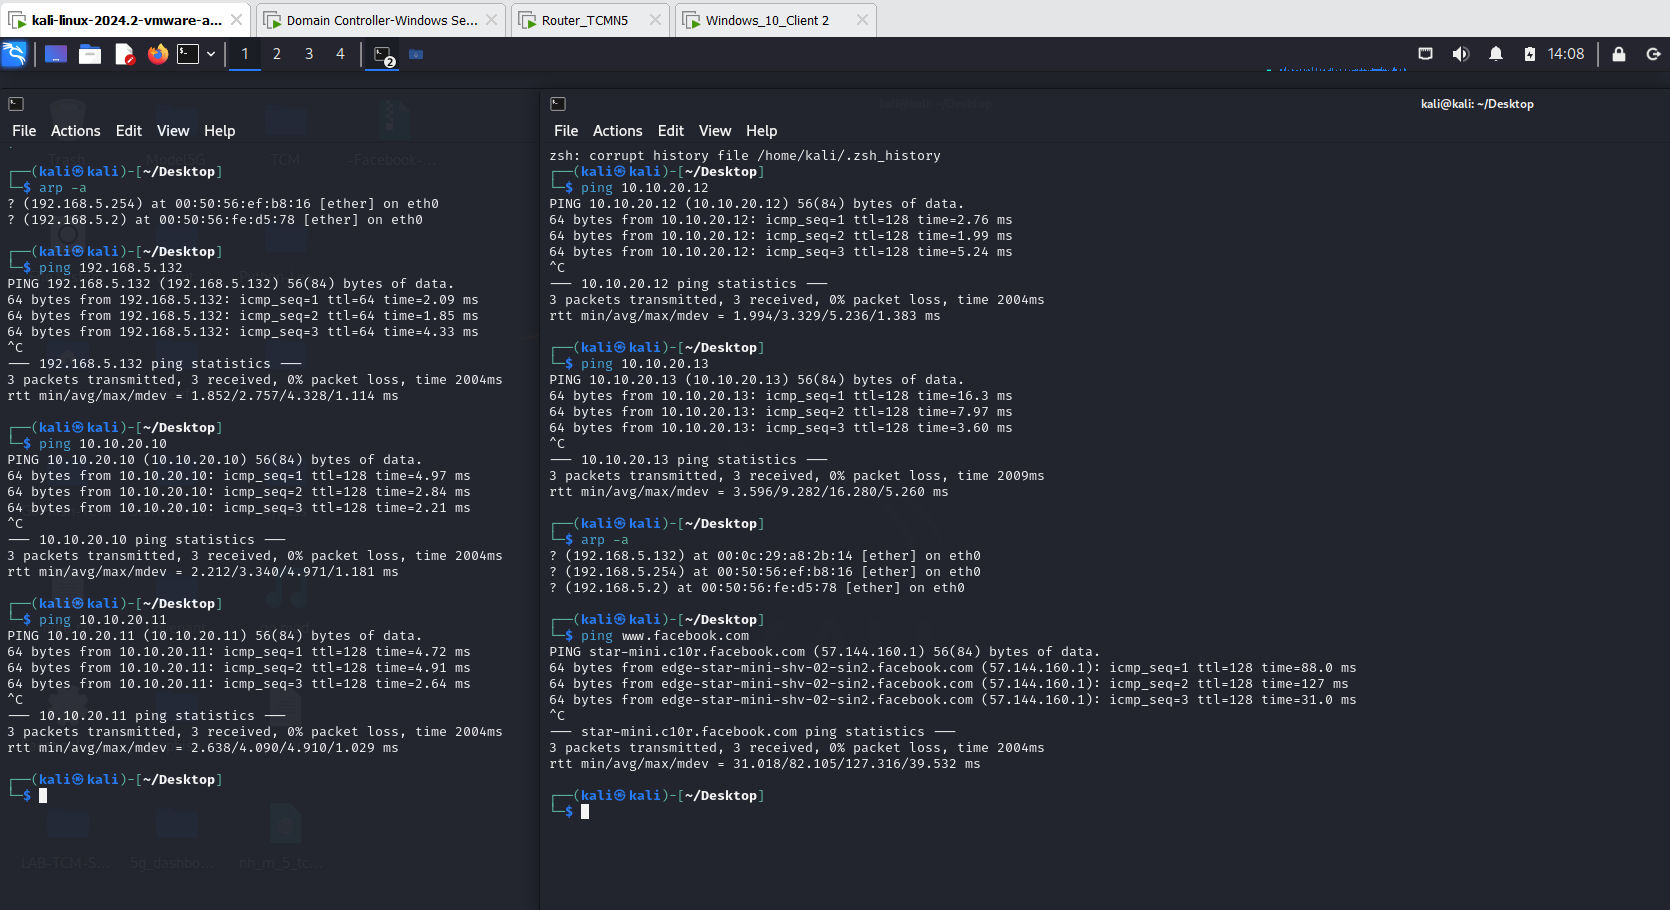 kali-linux-2024.2-vmware-a...
Domain Controller-Windows Se...
Router_TCMN5
Windows_10_Client 2
1 2 3 4
2
14:08
File Actions Edit View Help
Trash
Model5G
TCM
Facebook-...
┌──(kali㉿kali)-[~/Desktop]
└─$ arp -a
? (192.168.5.254) at 00:50:56:ef:b8:16 [ether] on eth0
? (192.168.5.2) at 00:50:56:fe:d5:78 [ether] on eth0
┌──(kali㉿kali)-[~/Desktop]
└─$ ping 192.168.5.132
PING 192.168.5.132 (192.168.5.132) 56(84) bytes of data.
64 bytes from 192.168.5.132: icmp_seq=1 ttl=64 time=2.09 ms
64 bytes from 192.168.5.132: icmp_seq=2 ttl=64 time=1.85 ms
64 bytes from 192.168.5.132: icmp_seq=3 ttl=64 time=4.33 ms
^C
--- 192.168.5.132 ping statistics ---
3 packets transmitted, 3 received, 0% packet loss, time 2004ms
rtt min/avg/max/mdev = 1.852/2.757/4.328/1.114 ms
┌──(kali㉿kali)-[~/Desktop]
└─$ ping 10.10.20.10
PING 10.10.20.10 (10.10.20.10) 56(84) bytes of data.
64 bytes from 10.10.20.10: icmp_seq=1 ttl=128 time=4.97 ms
64 bytes from 10.10.20.10: icmp_seq=2 ttl=128 time=2.84 ms
64 bytes from 10.10.20.10: icmp_seq=3 ttl=128 time=2.21 ms
^C
--- 10.10.20.10 ping statistics ---
3 packets transmitted, 3 received, 0% packet loss, time 2004ms
rtt min/avg/max/mdev = 2.212/3.340/4.971/1.181 ms
┌──(kali㉿kali)-[~/Desktop]
└─$ ping 10.10.20.11
PING 10.10.20.11 (10.10.20.11) 56(84) bytes of data.
64 bytes from 10.10.20.11: icmp_seq=1 ttl=128 time=4.72 ms
64 bytes from 10.10.20.11: icmp_seq=2 ttl=128 time=4.91 ms
64 bytes from 10.10.20.11: icmp_seq=3 ttl=128 time=2.64 ms
^C
--- 10.10.20.11 ping statistics ---
3 packets transmitted, 3 received, 0% packet loss, time 2004ms
rtt min/avg/max/mdev = 2.638/4.090/4.910/1.029 ms
┌──(kali㉿kali)-[~/Desktop]
└─$
LAB-TCM-S...
5g_dashbo...
nh_m_5_tc...
kali@kali: ~/Desktop
File Actions Edit View Help
zsh: corrupt history file /home/kali/.zsh_history
┌──(kali㉿kali)-[~/Desktop]
└─$ ping 10.10.20.12
PING 10.10.20.12 (10.10.20.12) 56(84) bytes of data.
64 bytes from 10.10.20.12: icmp_seq=1 ttl=128 time=2.76 ms
64 bytes from 10.10.20.12: icmp_seq=2 ttl=128 time=1.99 ms
64 bytes from 10.10.20.12: icmp_seq=3 ttl=128 time=5.24 ms
^C
--- 10.10.20.12 ping statistics ---
3 packets transmitted, 3 received, 0% packet loss, time 2004ms
rtt min/avg/max/mdev = 1.994/3.329/5.236/1.383 ms
┌──(kali㉿kali)-[~/Desktop]
└─$ ping 10.10.20.13
PING 10.10.20.13 (10.10.20.13) 56(84) bytes of data.
64 bytes from 10.10.20.13: icmp_seq=1 ttl=128 time=16.3 ms
64 bytes from 10.10.20.13: icmp_seq=2 ttl=128 time=7.97 ms
64 bytes from 10.10.20.13: icmp_seq=3 ttl=128 time=3.60 ms
^C
--- 10.10.20.13 ping statistics ---
3 packets transmitted, 3 received, 0% packet loss, time 2009ms
rtt min/avg/max/mdev = 3.596/9.282/16.280/5.260 ms
┌──(kali㉿kali)-[~/Desktop]
└─$ arp -a
? (192.168.5.132) at 00:0c:29:a8:2b:14 [ether] on eth0
? (192.168.5.254) at 00:50:56:ef:b8:16 [ether] on eth0
? (192.168.5.2) at 00:50:56:fe:d5:78 [ether] on eth0
┌──(kali㉿kali)-[~/Desktop]
└─$ ping www.facebook.com
PING star-mini.c10r.facebook.com (57.144.160.1) 56(84) bytes of data.
64 bytes from edge-star-mini-shv-02-sin2.facebook.com (57.144.160.1): icmp_seq=1 ttl=128 time=88.0 ms
64 bytes from edge-star-mini-shv-02-sin2.facebook.com (57.144.160.1): icmp_seq=2 ttl=128 time=127 ms
64 bytes from edge-star-mini-shv-02-sin2.facebook.com (57.144.160.1): icmp_seq=3 ttl=128 time=31.0 ms
^C
--- star-mini.c10r.facebook.com ping statistics ---
3 packets transmitted, 3 received, 0% packet loss, time 2004ms
rtt min/avg/max/mdev = 31.018/82.105/127.316/39.532 ms
┌──(kali㉿kali)-[~/Desktop]
└─$